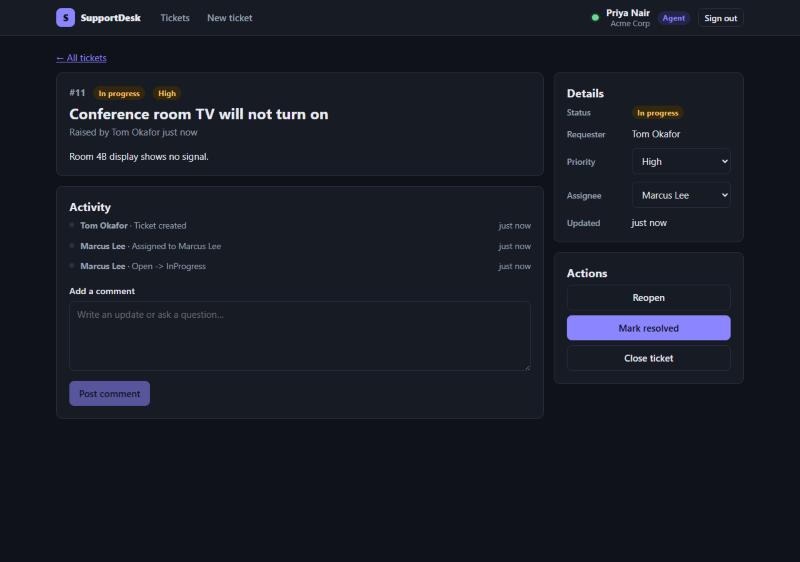 S SupportDesk Tickets New ticket
Priya Nair
Acme Corp
Agent
Sign out
← All tickets
#11 In progress High
Conference room TV will not turn on
Raised by Tom Okafor just now
Room 4B display shows no signal.
Activity
Tom Okafor · Ticket created just now
Marcus Lee · Assigned to Marcus Lee just now
Marcus Lee · Open -> InProgress just now
Add a comment
Write an update or ask a question...
Post comment
Details
Status In progress
Requester Tom Okafor
Priority High
Assignee Marcus Lee
Updated just now
Actions
Reopen
Mark resolved
Close ticket